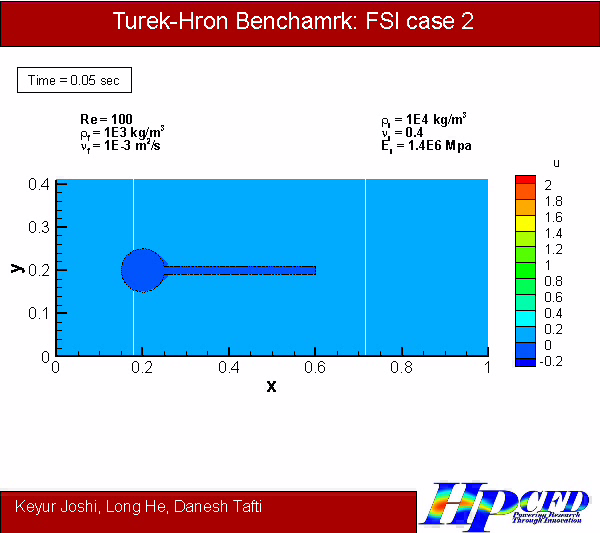 Turek-Hron Benchamrk: FSI case 2
Time = 0.05 sec
Re = 100
ρf = 1E3 kg/m³
νf = 1E-3 m²/s
ρs = 1E4 kg/m³
νs = 0.4
Es = 1.4E6 Mpa
u
2
1.8
1.6
1.4
1.2
1
0.8
0.6
0.4
0.2
0
-0.2
0.4
0.3
0.2
0.1
0
y
0
0.2
0.4
0.6
0.8
1
x
Keyur Joshi, Long He, Danesh Tafti
HPCFD
Powering Research
Through Innovation